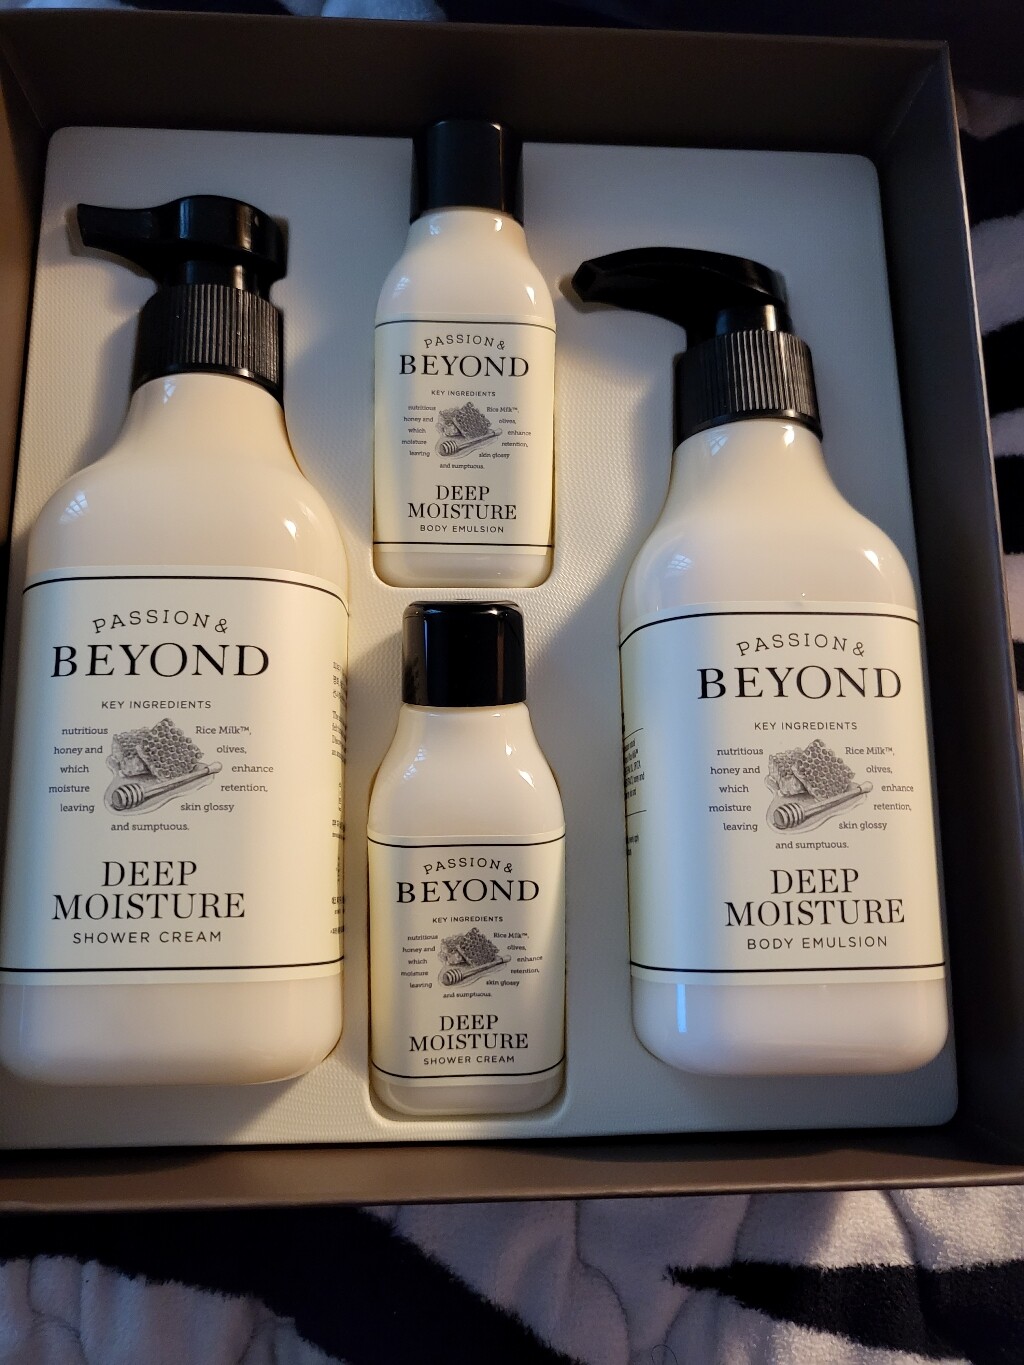 PASSION &
BEYOND
KEY INGREDIENTS
nutritious Rice Milk™,
honey and olives,
which enhance
moisture retention,
leaving skin glossy
and sumptuous.
DEEP
MOISTURE
SHOWER CREAM
PASSION &
BEYOND
KEY INGREDIENTS
nutritious Rice Milk™,
honey and olives,
which enhance
moisture retention,
leaving skin glossy
and sumptuous.
DEEP
MOISTURE
BODY EMULSION
PASSION &
BEYOND
KEY INGREDIENTS
nutritious Rice Milk™,
honey and olives,
which enhance
moisture retention,
leaving skin glossy
and sumptuous.
DEEP
MOISTURE
SHOWER CREAM
PASSION &
BEYOND
KEY INGREDIENTS
nutritious Rice Milk™,
honey and olives,
which enhance
moisture retention,
leaving skin glossy
and sumptuous.
DEEP
MOISTURE
BODY EMULSION